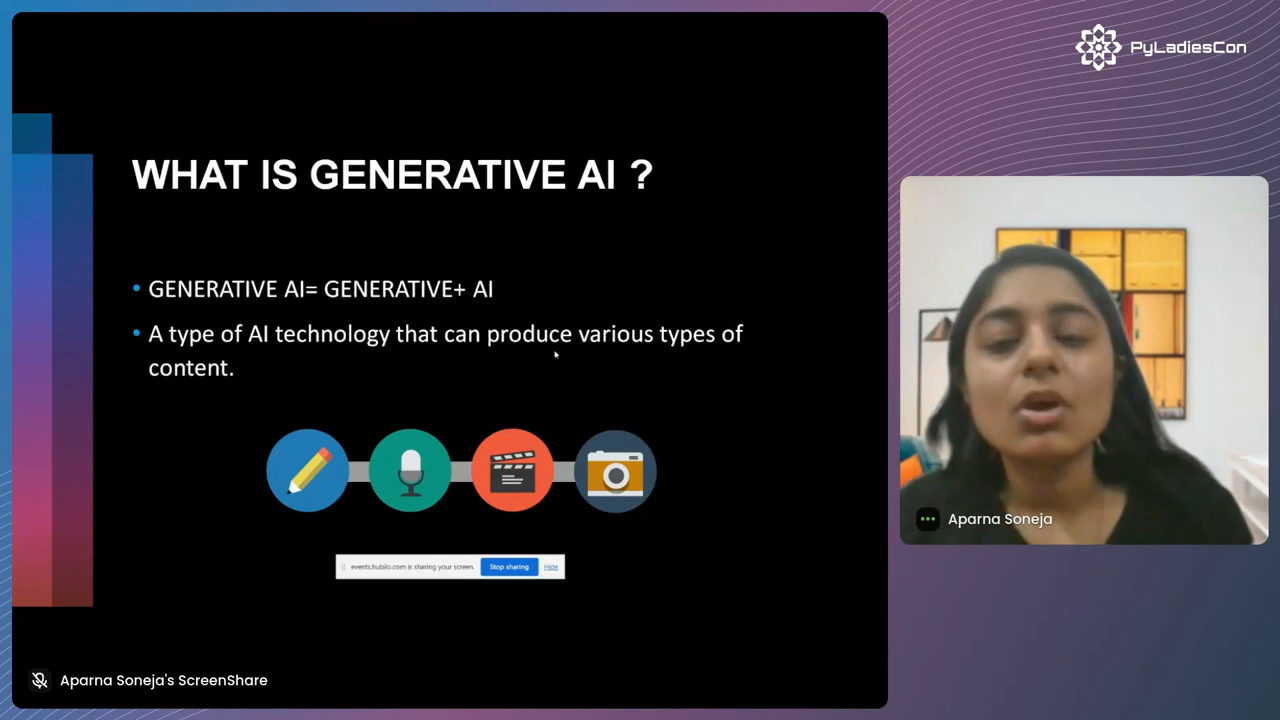 PyLadiesCon
WHAT IS GENERATIVE AI ?
• GENERATIVE AI= GENERATIVE+ AI
• A type of AI technology that can produce various types of
content.
events.hubilo.com is sharing your screen. Stop sharing Hide
Aparna Soneja
Aparna Soneja's ScreenShare